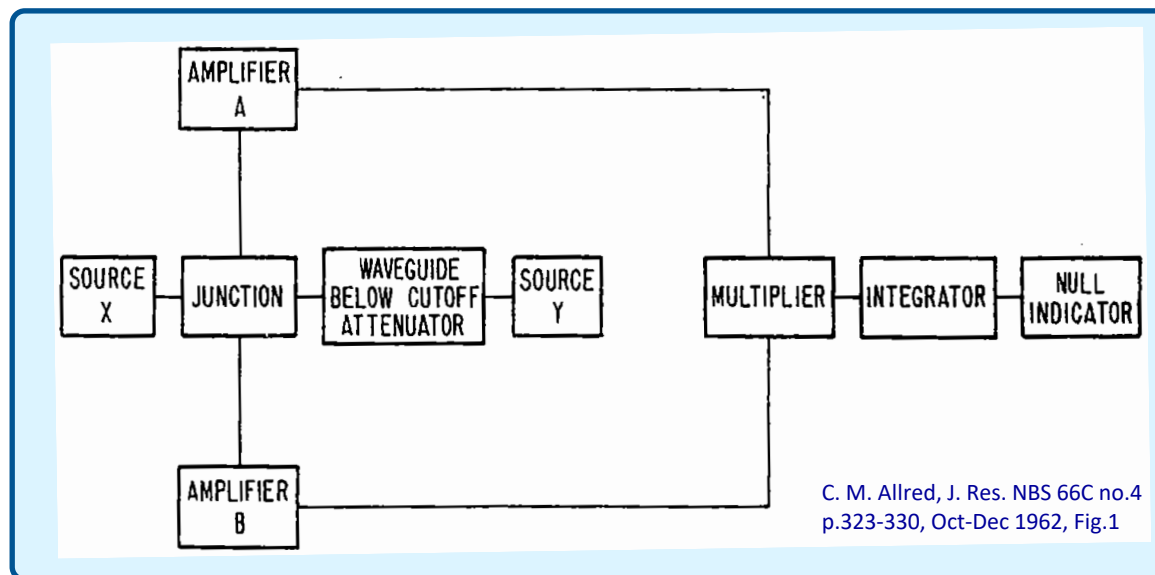 AMPLIFIER
A
SOURCE
X
JUNCTION
WAVEGUIDE
BELOW CUTOFF
ATTENUATOR
SOURCE
Y
MULTIPLIER
INTEGRATOR
NULL
INDICATOR
AMPLIFIER
B
C. M. Allred, J. Res. NBS 66C no.4
p.323-330, Oct-Dec 1962, Fig.1